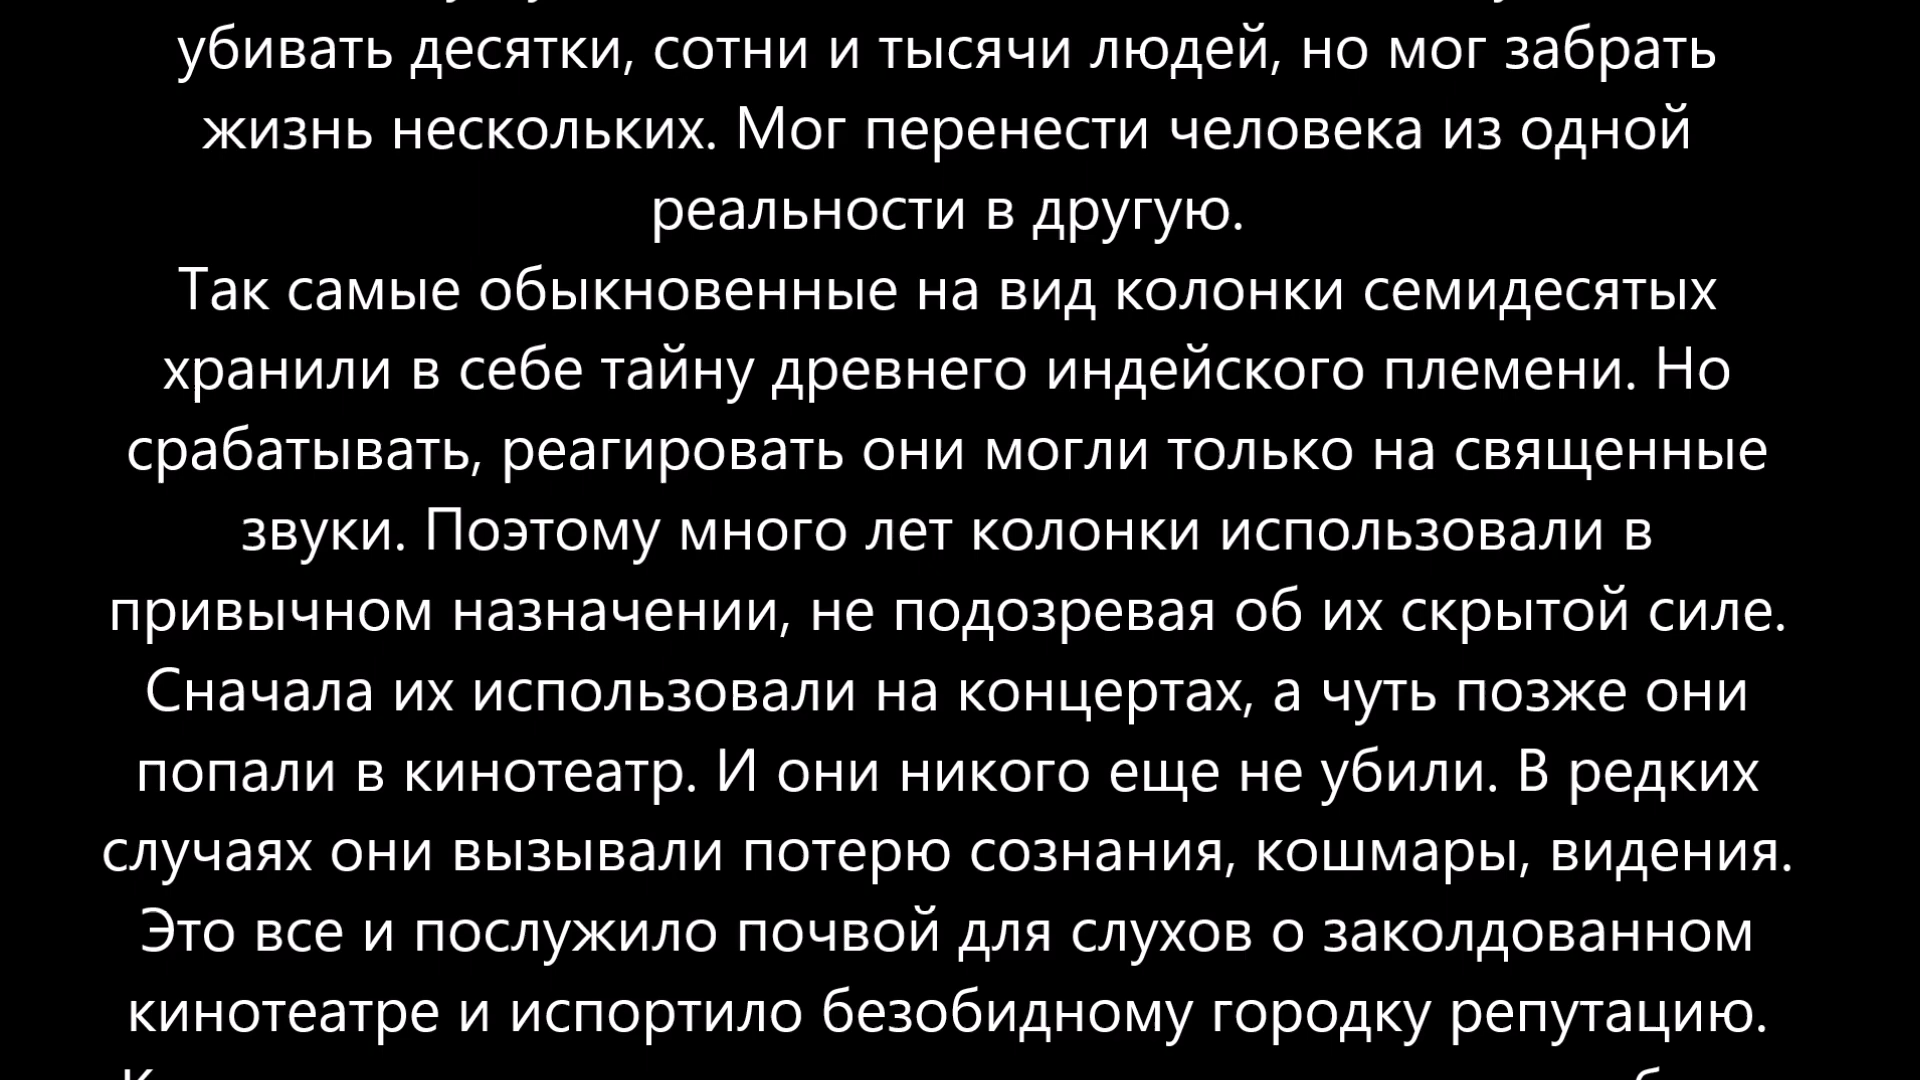 убивать десятки, сотни и тысячи людей, но мог забрать
жизнь нескольких. Мог перенести человека из одной
реальности в другую.
Так самые обыкновенные на вид колонки семидесятых
хранили в себе тайну древнего индейского племени. Но
срабатывать, реагировать они могли только на священные
звуки. Поэтому много лет колонки использовали в
привычном назначении, не подозревая об их скрытой силе.
Сначала их использовали на концертах, а чуть позже они
попали в кинотеатр. И они никого еще не убили. В редких
случаях они вызывали потерю сознания, кошмары, видения.
Это все и послужило почвой для слухов о заколдованном
кинотеатре и испортило безобидному городку репутацию.